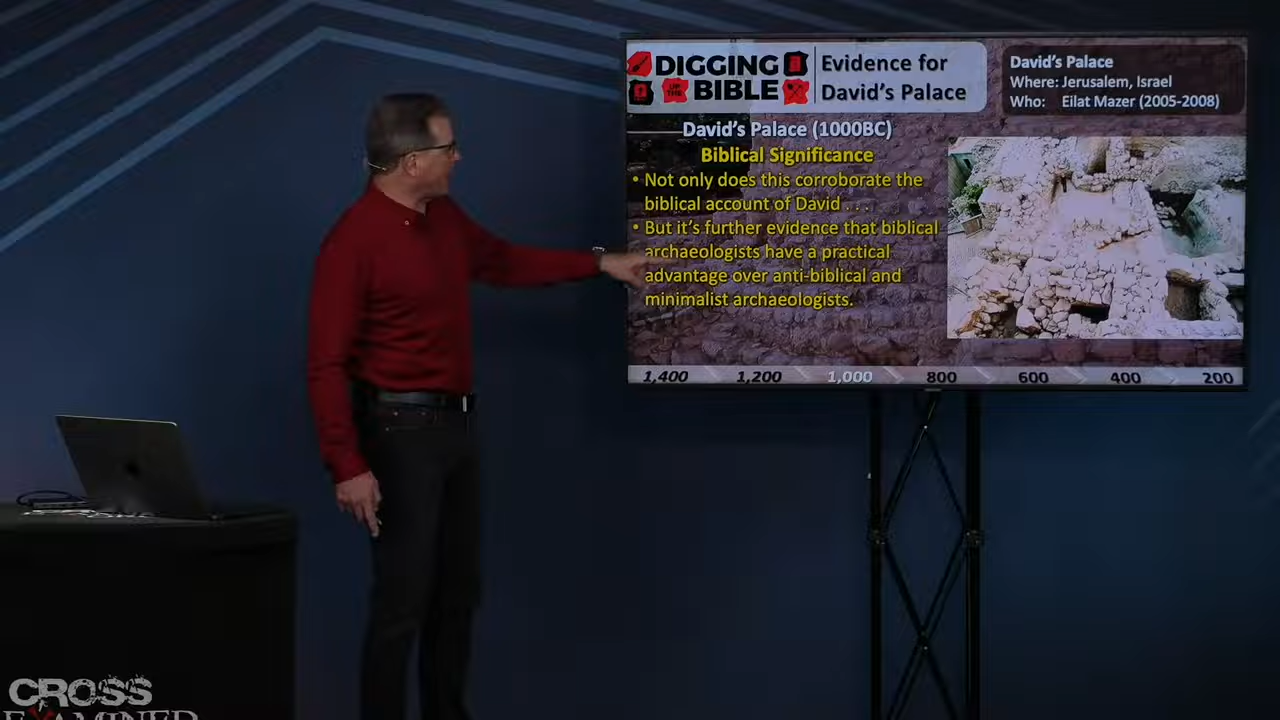 DIGGING
UP THE
BIBLE
Evidence for
David's Palace
David's Palace
Where: Jerusalem, Israel
Who: Eilat Mazer (2005-2008)
David's Palace (1000BC)
Biblical Significance
• Not only does this corroborate the
biblical account of David . . .
• But it's further evidence that biblical
archaeologists have a practical
advantage over anti-biblical and
minimalist archaeologists.
1,400 1,200 1,000 800 600 400 200
CROSS
EXAMINED